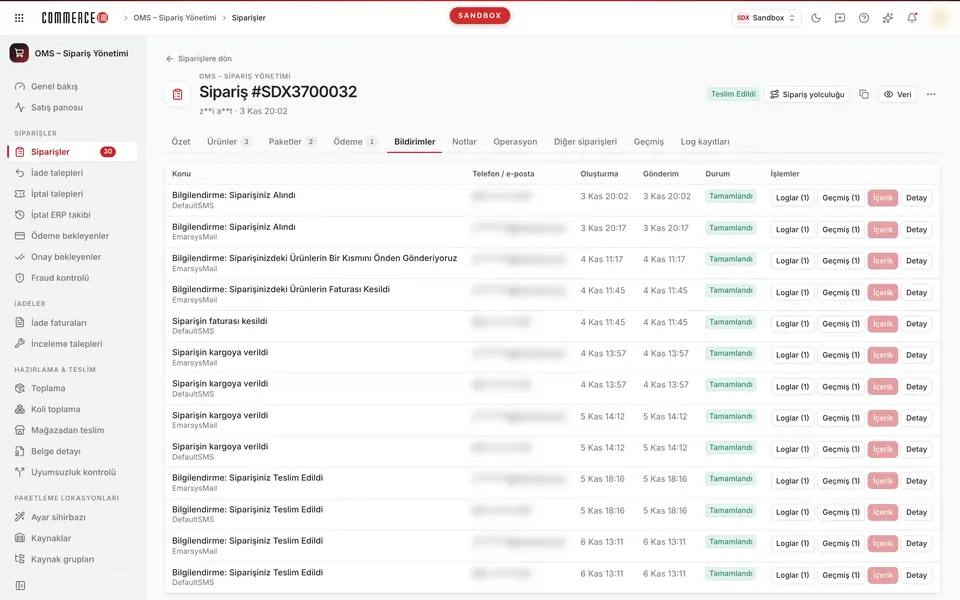 COMMERCE
OMS – Sipariş Yönetimi
Siparişler
SANDBOX
SDX Sandbox
OMS – Sipariş Yönetimi
Genel bakış
Satış panosu
SİPARİŞLER
Siparişler 30
İade talepleri
İptal talepleri
İptal ERP takibi
Ödeme bekleyenler
Onay bekleyenler
Fraud kontrolü
İADELER
İade faturaları
İnceleme talepleri
HAZIRLAMA & TESLİM
Toplama
Koli toplama
Mağazadan teslim
Belge detayı
Uyumsuzluk kontrolü
PAKETLEME LOKASYONLARI
Ayar sihirbazı
Kaynaklar
Kaynak grupları
Siparişlere dön
OMS – SİPARİŞ YÖNETİMİ
Sipariş #SDX3700032
z**i a**t · 3 Kas 20:02
Teslim Edildi
Sipariş yolculuğu
Veri
Özet
Ürünler 3
Paketler 2
Ödeme 1
Bildirimler
Notlar
Operasyon
Diğer siparişleri
Geçmiş
Log kayıtları
Konu Telefon / e-posta Oluşturma Gönderim Durum İşlemler
Bilgilendirme: Siparişiniz Alındı 3 Kas 20:02 3 Kas 20:02 Tamamlandı Loglar (1) Geçmiş (1) İçerik Detay
DefaultSMS
Bilgilendirme: Siparişiniz Alındı 3 Kas 20:17 3 Kas 20:17 Tamamlandı Loglar (1) Geçmiş (1) İçerik Detay
EmarsysMail
Bilgilendirme: Siparişinizdeki Ürünlerin Bir Kısmını Önden Gönderiyoruz 4 Kas 11:17 4 Kas 11:17 Tamamlandı Loglar (1) Geçmiş (1) İçerik Detay
EmarsysMail
Bilgilendirme: Siparişinizdeki Ürünlerin Faturası Kesildi 4 Kas 11:45 4 Kas 11:45 Tamamlandı Loglar (1) Geçmiş (1) İçerik Detay
EmarsysMail
Siparişin faturası kesildi 4 Kas 11:45 4 Kas 11:45 Tamamlandı Loglar (1) Geçmiş (1) İçerik Detay
DefaultSMS
Siparişin kargoya verildi 4 Kas 13:57 4 Kas 13:57 Tamamlandı Loglar (1) Geçmiş (1) İçerik Detay
EmarsysMail
Siparişin kargoya verildi 4 Kas 13:57 4 Kas 13:57 Tamamlandı Loglar (1) Geçmiş (1) İçerik Detay
DefaultSMS
Siparişin kargoya verildi 5 Kas 14:12 5 Kas 14:12 Tamamlandı Loglar (1) Geçmiş (1) İçerik Detay
EmarsysMail
Siparişin kargoya verildi 5 Kas 14:12 5 Kas 14:12 Tamamlandı Loglar (1) Geçmiş (1) İçerik Detay
DefaultSMS
Bilgilendirme: Siparişiniz Teslim Edildi 5 Kas 18:16 5 Kas 18:16 Tamamlandı Loglar (1) Geçmiş (1) İçerik Detay
EmarsysMail
Bilgilendirme: Siparişiniz Teslim Edildi 5 Kas 18:16 5 Kas 18:16 Tamamlandı Loglar (1) Geçmiş (1) İçerik Detay
DefaultSMS
Bilgilendirme: Siparişiniz Teslim Edildi 6 Kas 13:11 6 Kas 13:11 Tamamlandı Loglar (1) Geçmiş (1) İçerik Detay
EmarsysMail
Bilgilendirme: Siparişiniz Teslim Edildi 6 Kas 13:11 6 Kas 13:11 Tamamlandı Loglar (1) Geçmiş (1) İçerik Detay
DefaultSMS